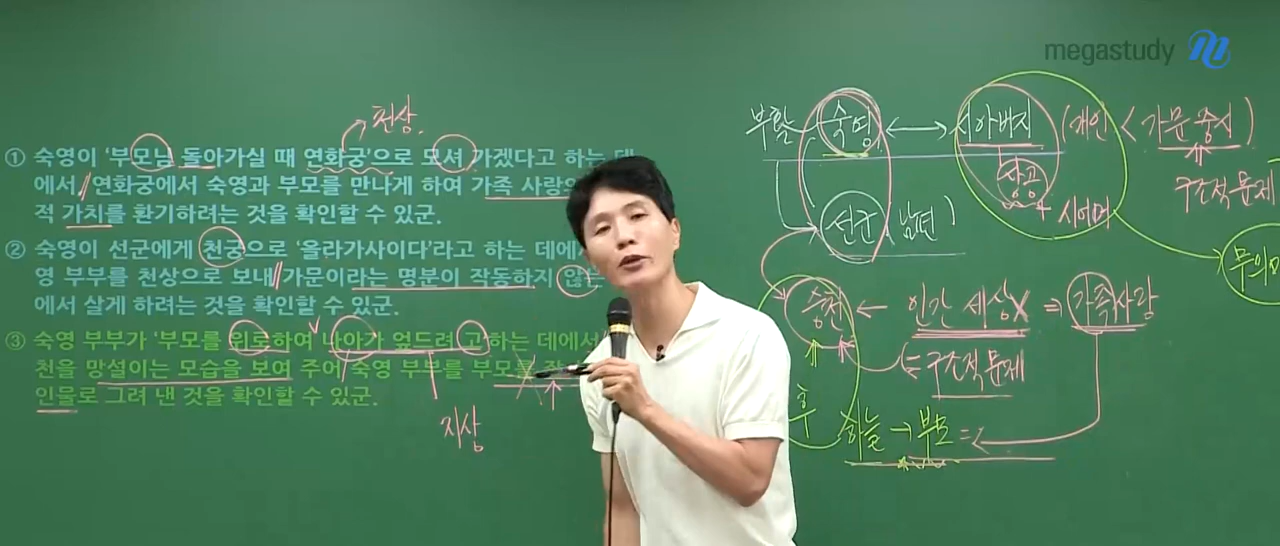 megastudy
천상.
① 숙영이 '부모님 돌아가실 때 연화궁'으로 모셔 가겠다고 하는 데
에서 연화궁에서 숙영과 부모를 만나게 하여 가족 사랑의
적 가치를 환기하려는 것을 확인할 수 있군.
② 숙영이 선군에게 천궁으로 '올라가사이다'라고 하는 데에
영 부부를 천상으로 보내 가문이라는 명분이 작동하지 않는
에서 살게 하려는 것을 확인할 수 있군.
③ 숙영 부부가 '부모를 위로하여' 나아가 엎드려 고하는 데에서
천을 망설이는 모습을 보여 주어 숙영 부부를 부모를
인물로 그려 낸 것을 확인할 수 있군.
지상
부활 숙영 ↔ 시아버지 (개인 < 가문 중시)
상공
구조적 문제
+ 시어머
선군 (남편)
승천 ← 인간 세상X ⇒ 가족사랑
(= 구조적 문제
후
하늘 → 부모 =